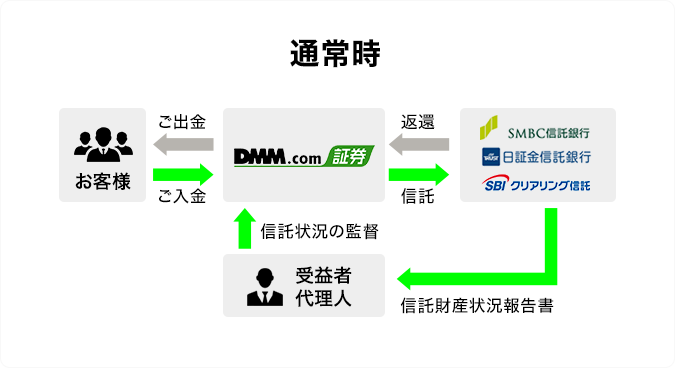 通常時
ご出金
返還
お客様
DMM.com 証券
SMBC信託銀行
TRUST 日証金信託銀行
SBI クリアリング信託
ご入金
信託
信託状況の監督
受益者
代理人
信託財産状況報告書